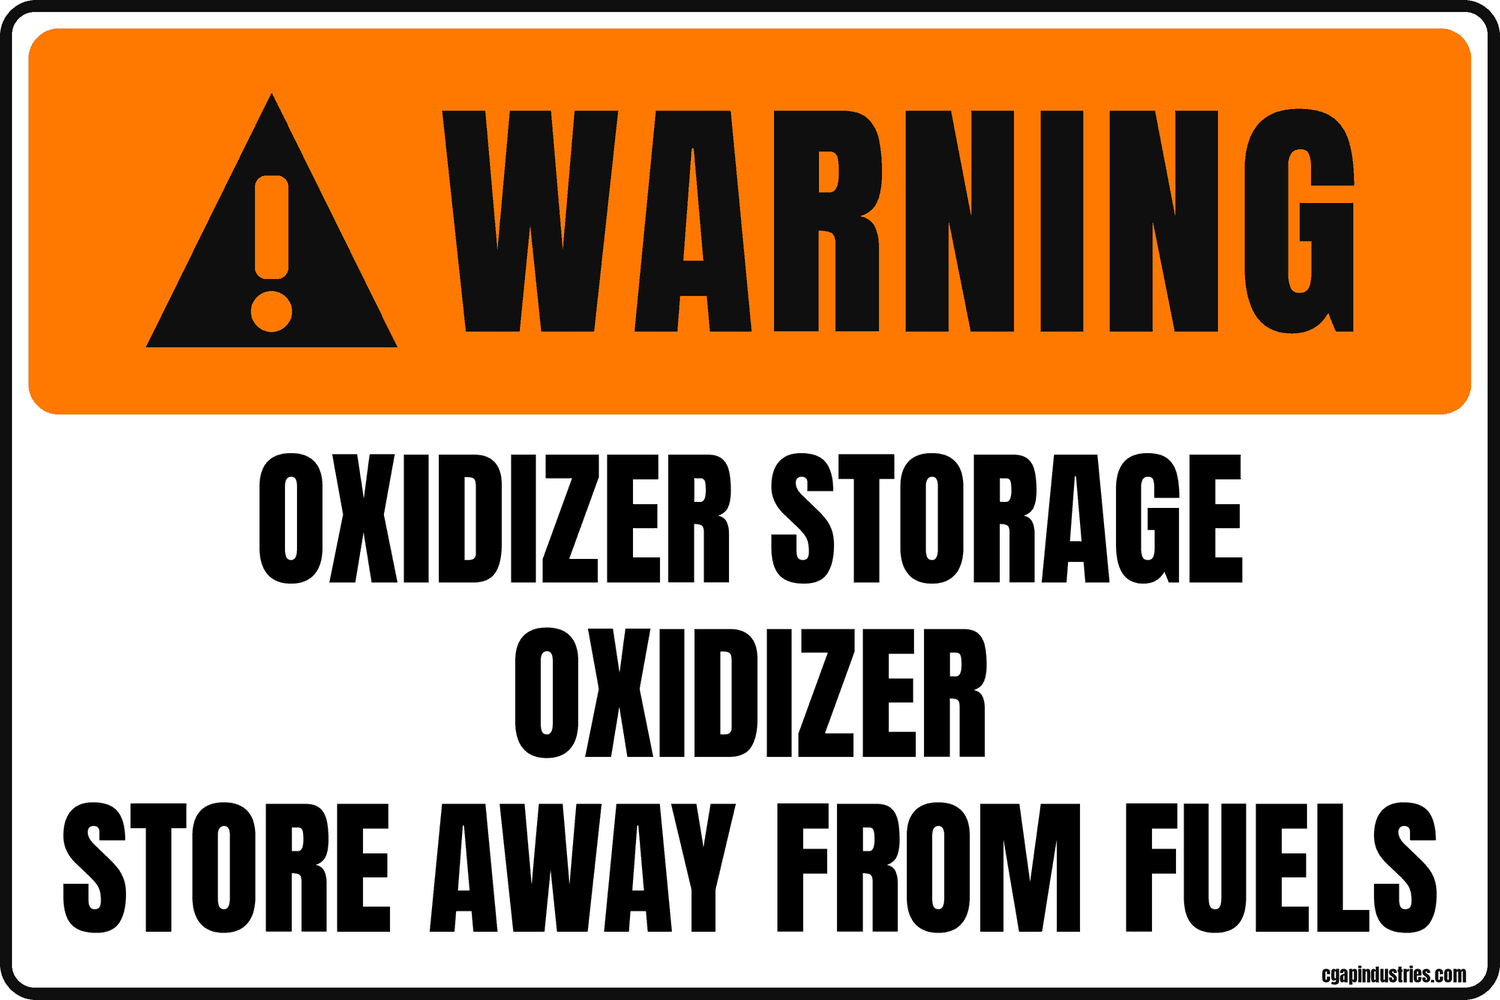 WARNING
OXIDIZER STORAGE
OXIDIZER
STORE AWAY FROM FUELS
cgapindustries.com